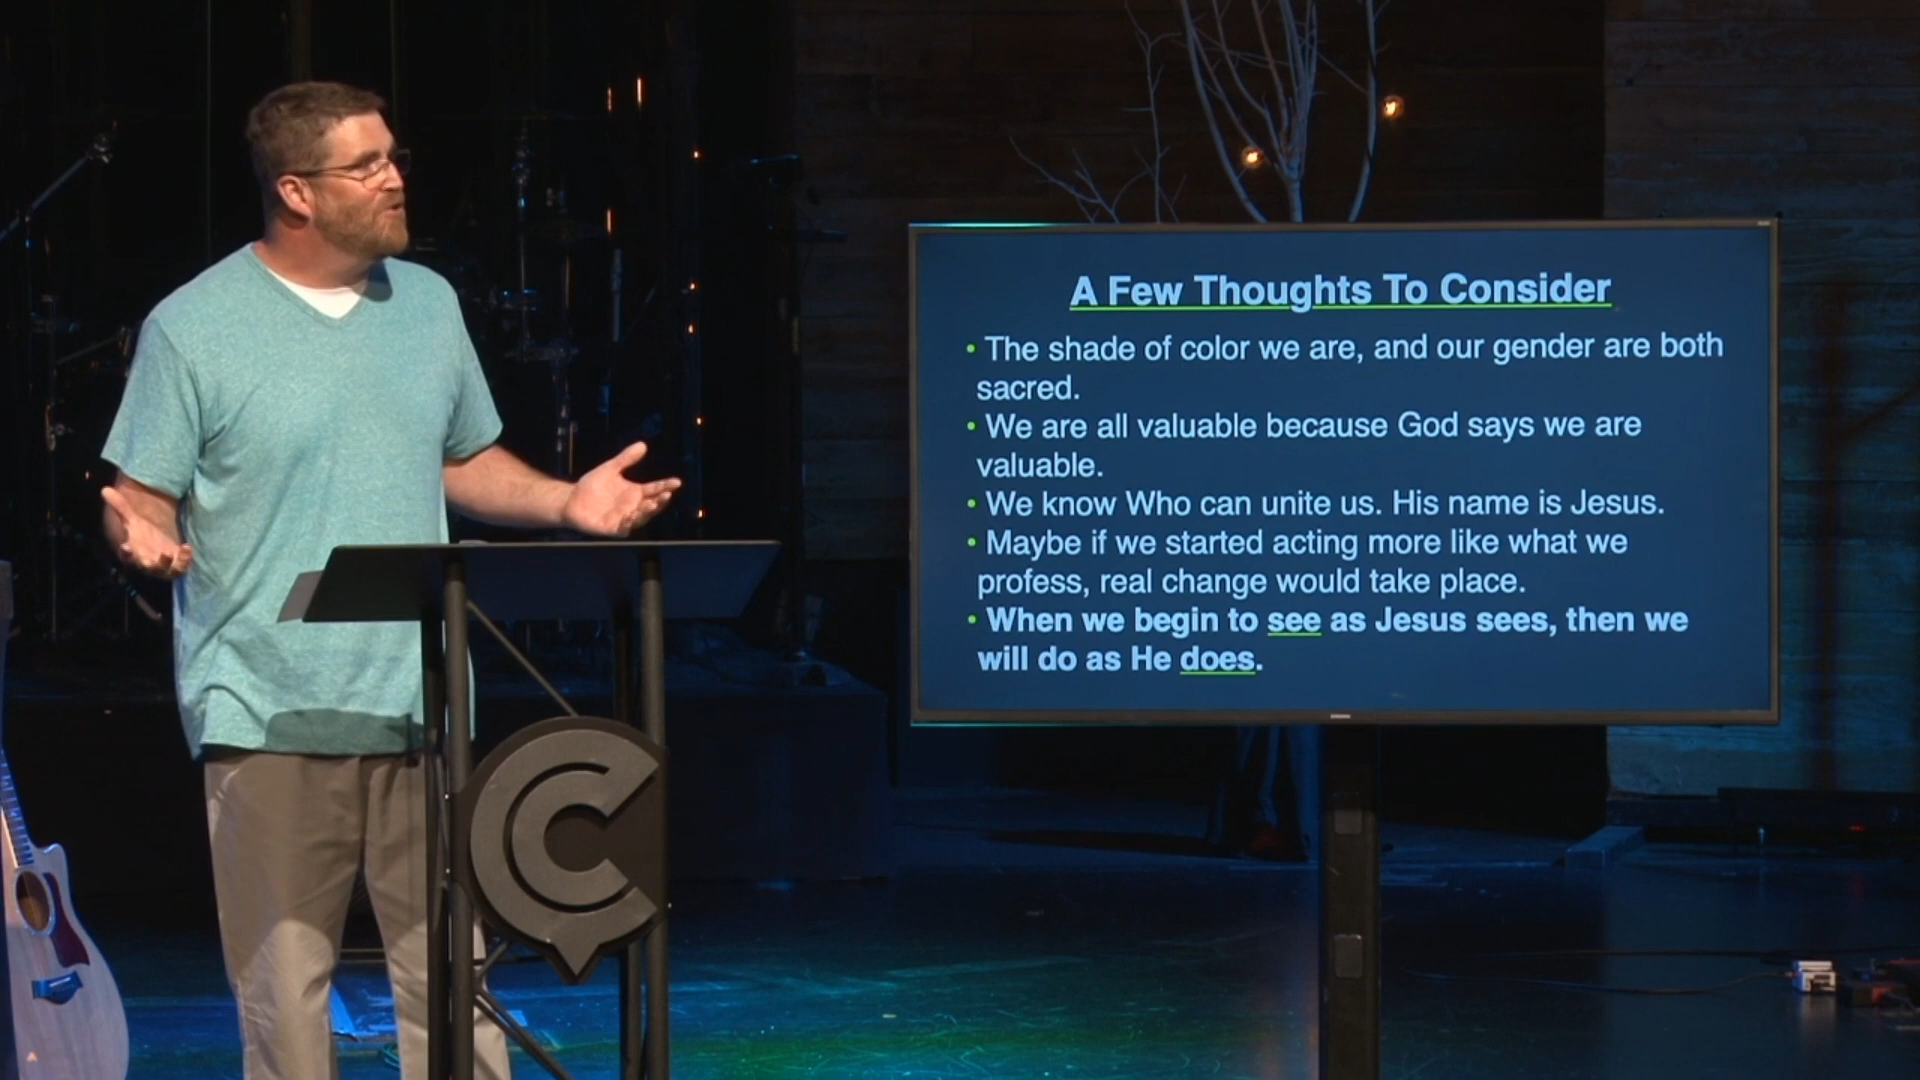 A Few Thoughts To Consider
• The shade of color we are, and our gender are both
sacred.
• We are all valuable because God says we are
valuable.
• We know Who can unite us. His name is Jesus.
• Maybe if we started acting more like what we
profess, real change would take place.
• When we begin to see as Jesus sees, then we
will do as He does.